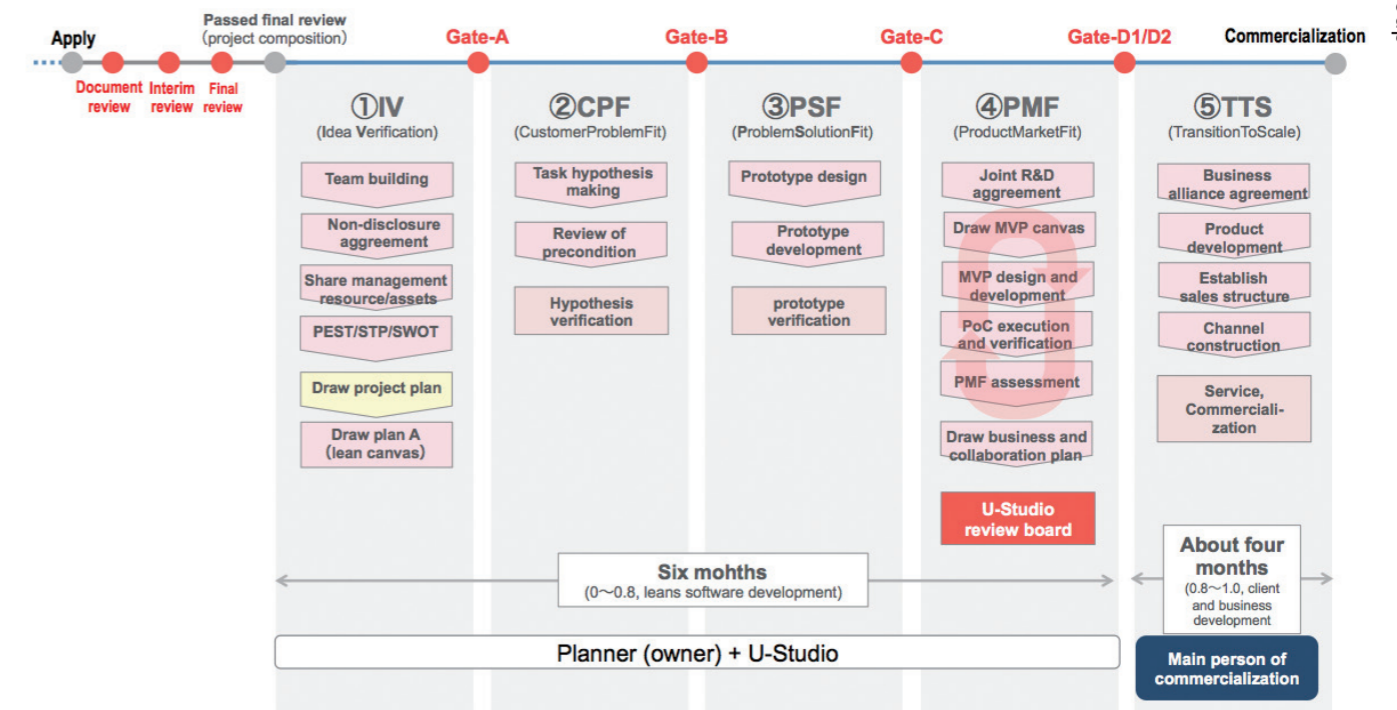 Passed final review
(project composition)
Apply
Gate-A
Gate-B
Gate-C
Gate-D1/D2
Commercialization
Document
review
Interim
review
Final
review
①IV
(Idea Verification)
Team building
Non-disclosure
aggreement
Share management
resource/assets
PEST/STP/SWOT
Draw project plan
Draw plan A
(lean canvas)
②CPF
(CustomerProblemFit)
Task hypothesis
making
Review of
precondition
Hypothesis
verification
③PSF
(ProblemSolutionFit)
Prototype design
Prototype
development
prototype
verification
④PMF
(ProductMarketFit)
Joint R&D
aggreement
Draw MVP canvas
MVP design and
development
PoC execution
and verification
PMF assessment
Draw business and
collaboration plan
U-Studio
review board
⑤TTS
(TransitionToScale)
Business
alliance agreement
Product
development
Establish
sales structure
Channel
construction
Service,
Commerciali-
zation
Six mohths
(0～0.8, leans software development)
About four
months
(0.8～1.0, client
and business
development
Planner (owner) + U-Studio
Main person of
commercialization